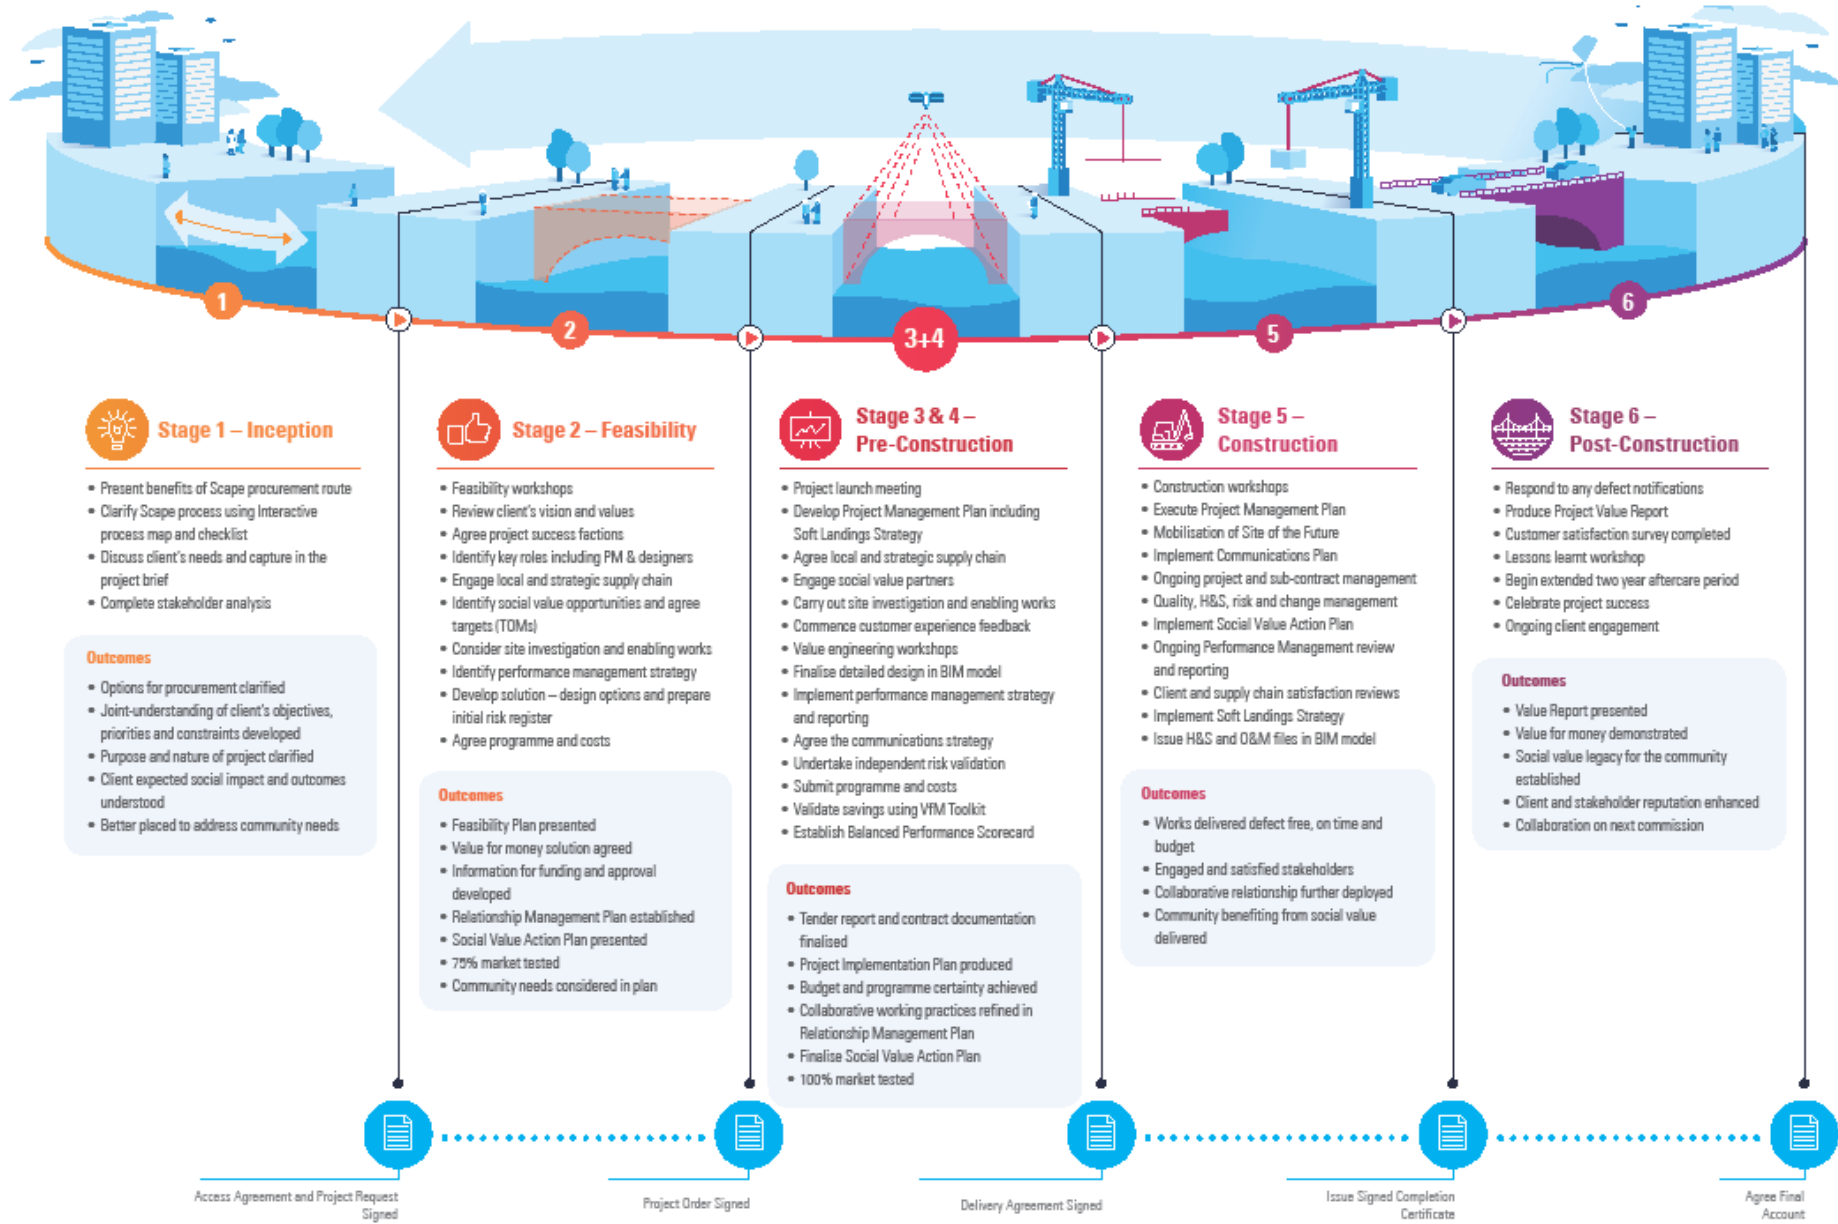 1
2
3+4
5
6
Stage 1 – Inception
• Present benefits of Scape procurement route
• Clarify Scape process using Interactive
process map and checklist
• Discuss client's needs and capture in the
project brief
• Complete stakeholder analysis
Outcomes
• Options for procurement clarified
• Joint-understanding of client's objectives,
priorities and constraints developed
• Purpose and nature of project clarified
• Client expected social impact and outcomes
understood
• Better placed to address community needs
Stage 2 – Feasibility
• Feasibility workshops
• Review client's vision and values
• Agree project success factions
• Identify key roles including PM & designers
• Engage local and strategic supply chain
• Identify social value opportunities and agree
targets (TOMs)
• Consider site investigation and enabling works
• Identify performance management strategy
• Develop solution – design options and prepare
initial risk register
• Agree programme and costs
Outcomes
• Feasibility Plan presented
• Value for money solution agreed
• Information for funding and approval
developed
• Relationship Management Plan established
• Social Value Action Plan presented
• 75% market tested
• Community needs considered in plan
Stage 3 & 4 –
Pre-Construction
• Project launch meeting
• Develop Project Management Plan including
Soft Landings Strategy
• Agree local and strategic supply chain
• Engage social value partners
• Carry out site investigation and enabling works
• Commence customer experience feedback
• Value engineering workshops
• Finalise detailed design in BIM model
• Implement performance management strategy
and reporting
• Agree the communications strategy
• Undertake independent risk validation
• Submit programme and costs
• Validate savings using VfM Toolkit
• Establish Balanced Performance Scorecard
Outcomes
• Tender report and contract documentation
finalised
• Project Implementation Plan produced
• Budget and programme certainty achieved
• Collaborative working practices refined in
Relationship Management Plan
• Finalise Social Value Action Plan
• 100% market tested
Stage 5 –
Construction
• Construction workshops
• Execute Project Management Plan
• Mobilisation of Site of the Future
• Implement Communications Plan
• Ongoing project and sub-contract management
• Quality, H&S, risk and change management
• Implement Social Value Action Plan
• Ongoing Performance Management review
and reporting
• Client and supply chain satisfaction reviews
• Implement Soft Landings Strategy
• Issue H&S and O&M files in BIM model
Outcomes
• Works delivered defect free, on time and
budget
• Engaged and satisfied stakeholders
• Collaborative relationship further deployed
• Community benefiting from social value
delivered
Stage 6 –
Post-Construction
• Respond to any defect notifications
• Produce Project Value Report
• Customer satisfaction survey completed
• Lessons learnt workshop
• Begin extended two year aftercare period
• Celebrate project success
• Ongoing client engagement
Outcomes
• Value Report presented
• Value for money demonstrated
• Social value legacy for the community
established
• Client and stakeholder reputation enhanced
• Collaboration on next commission
Access Agreement and Project Request
Signed
Project Order Signed
Delivery Agreement Signed
Issue Signed Completion
Certificate
Agree Final
Account